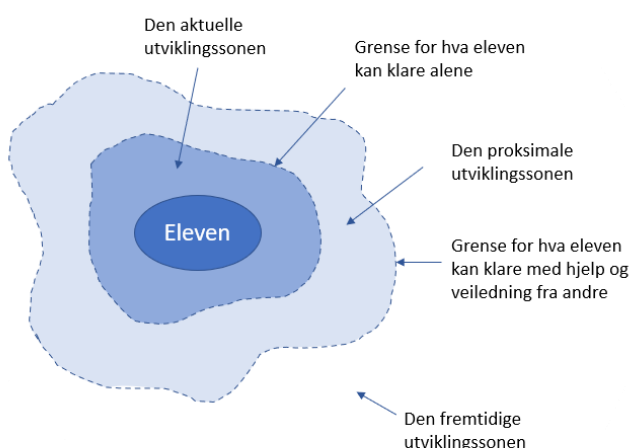 Den aktuelle
utviklingssonen
Grense for hva eleven
kan klare alene
Den proksimale
utviklingssonen
Eleven
Grense for hva eleven
kan klare med hjelp og
veiledning fra andre
Den fremtidige
utviklingssonen